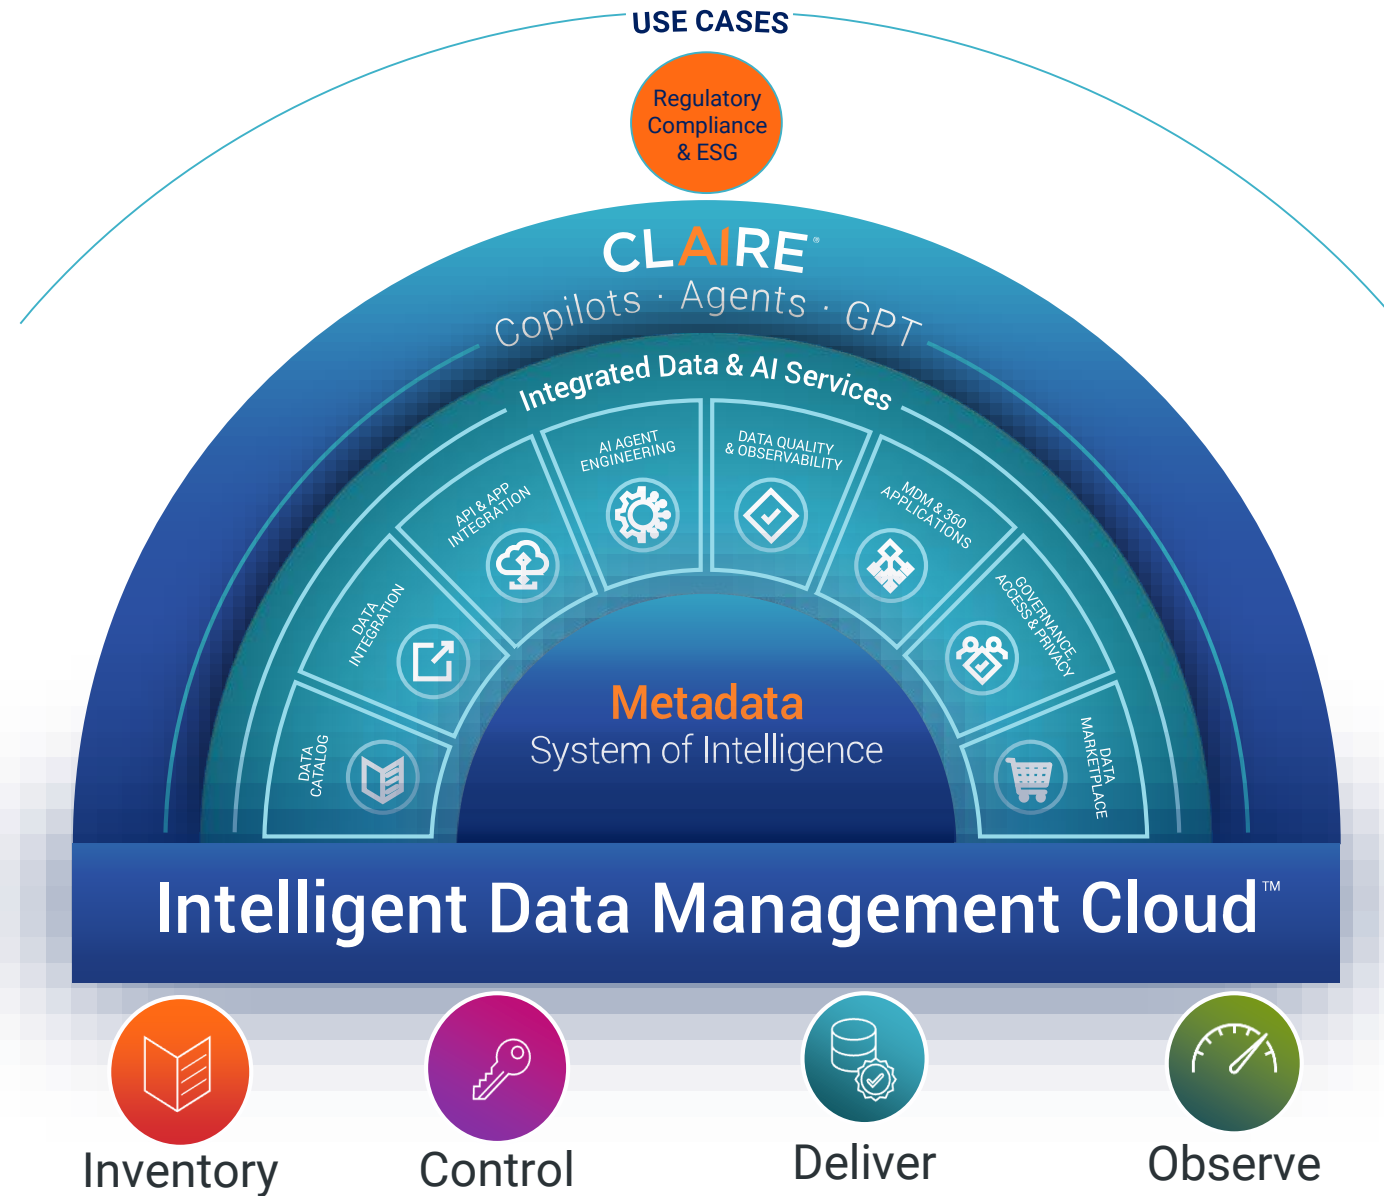 USE CASES
Regulatory
Compliance
& ESG
CLAIRE®
Copilots · Agents · GPT
Integrated Data & AI Services
DATA
CATALOG
DATA
INTEGRATION
API & APP
INTEGRATION
AI AGENT
ENGINEERING
DATA QUALITY
& OBSERVABILITY
MDM & 360
APPLICATIONS
GOVERNANCE,
ACCESS & PRIVACY
DATA
MARKETPLACE
Metadata
System of Intelligence
Intelligent Data Management Cloud™
Inventory
Control
Deliver
Observe